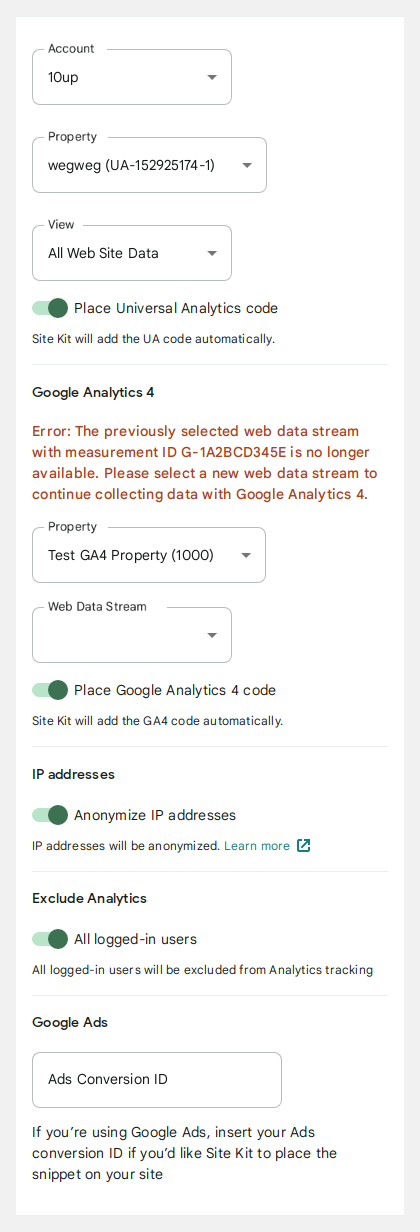 Account
10up
Property
wegweg (UA-152925174-1)
View
All Web Site Data
Place Universal Analytics code
Site Kit will add the UA code automatically.
Google Analytics 4
Error: The previously selected web data stream
with measurement ID G-1A2BCD345E is no longer
available. Please select a new web data stream to
continue collecting data with Google Analytics 4.
Property
Test GA4 Property (1000)
Web Data Stream
Place Google Analytics 4 code
Site Kit will add the GA4 code automatically.
IP addresses
Anonymize IP addresses
IP addresses will be anonymized. Learn more
Exclude Analytics
All logged-in users
All logged-in users will be excluded from Analytics tracking
Google Ads
Ads Conversion ID
If you’re using Google Ads, insert your Ads
conversion ID if you’d like Site Kit to place the
snippet on your site